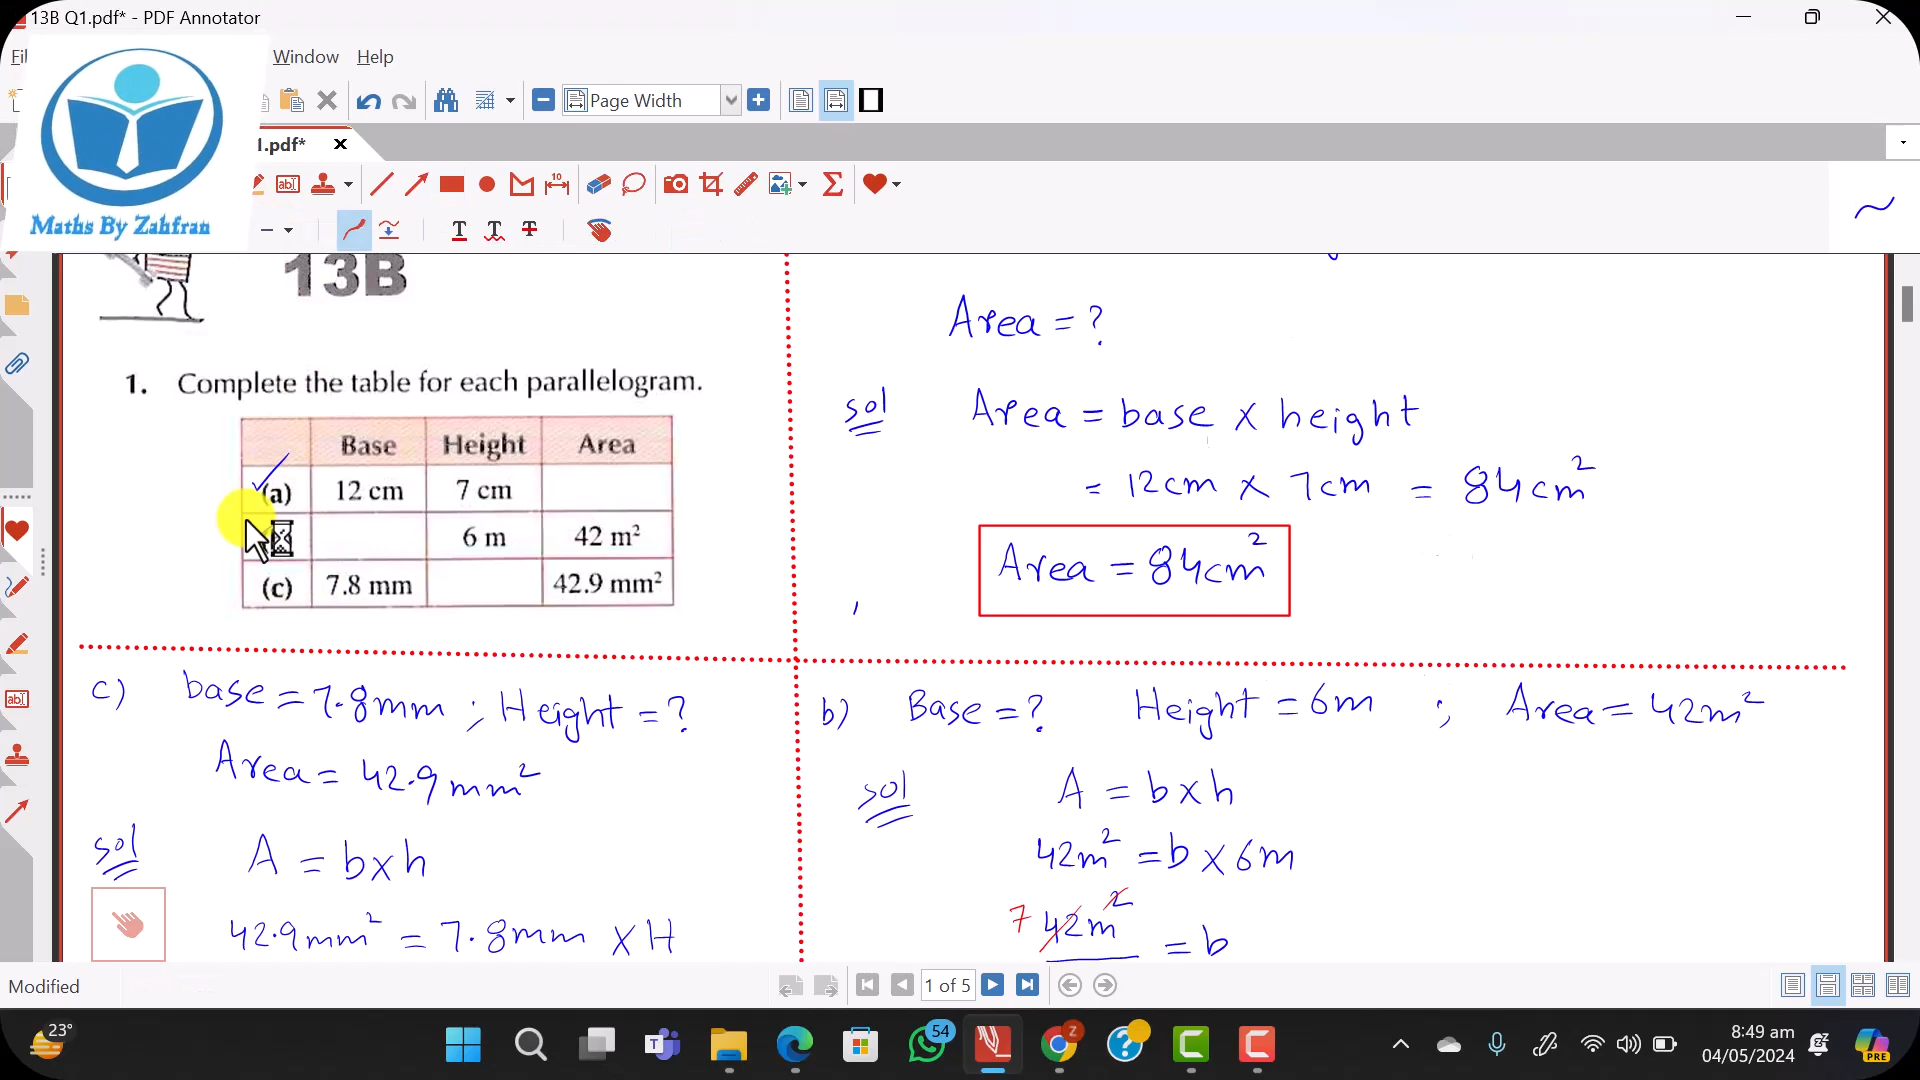 13B Q1.pdf* - PDF Annotator
Window Help
Page Width
1.pdf*
Maths By Zahfran
13B
1. Complete the table for each parallelogram.
Base Height Area
(a) 12 cm 7 cm
6 m 42 m²
(c) 7.8 mm 42.9 mm²
Area = ?
sol Area = base x height
= 12cm x 7cm = 84cm²
Area = 84cm²
c) base = 7.8mm ; Height = ?
Area = 42.9mm²
sol A = b x h
42.9mm² = 7.8mm x H
b) Base = ? Height = 6m ; Area = 42m²
sol A = b x h
42m² = b x 6m
7 42m² = b
Modified
1 of 5
23°
54
8:49 am
04/05/2024
PRE